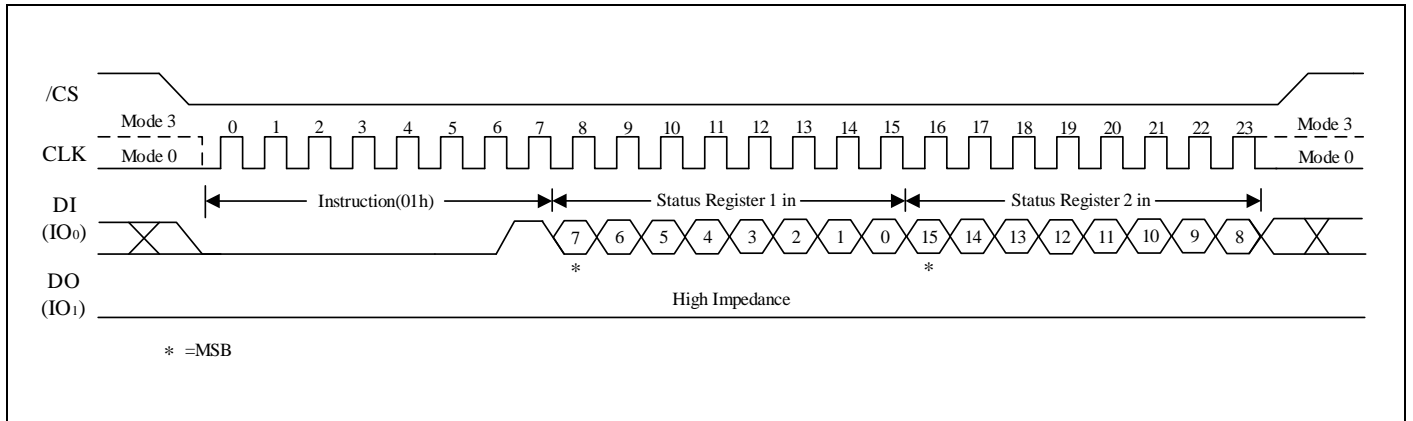 /CS
Mode 3
0 1 2 3 4 5 6 7 8 9 10 11 12 13 14 15 16 17 18 19 20 21 22 23
Mode 3
CLK
Mode 0
Mode 0
DI
(IO0)
Instruction(01h)
Status Register 1 in
Status Register 2 in
7 6 5 4 3 2 1 0 15 14 13 12 11 10 9 8
* *
DO
(IO1)
High Impedance
* =MSB